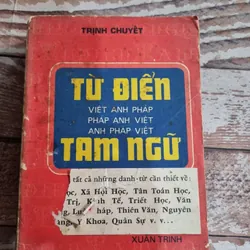 TRỊNH CHUYẾT
TỪ ĐIỂN
VIỆT ANH PHÁP
PHÁP ANH VIỆT
ANH PHÁP VIỆT
TAM NGỮ
tất cả những danh-từ cần thiết về
Xã Hội Học, Tân Toán Học,
Trị, Kinh Tế, Triết Học, Văn
Thiên Văn, Nguyên
Y Khoa, Quân Sự v. v...
XUÂN TRINH